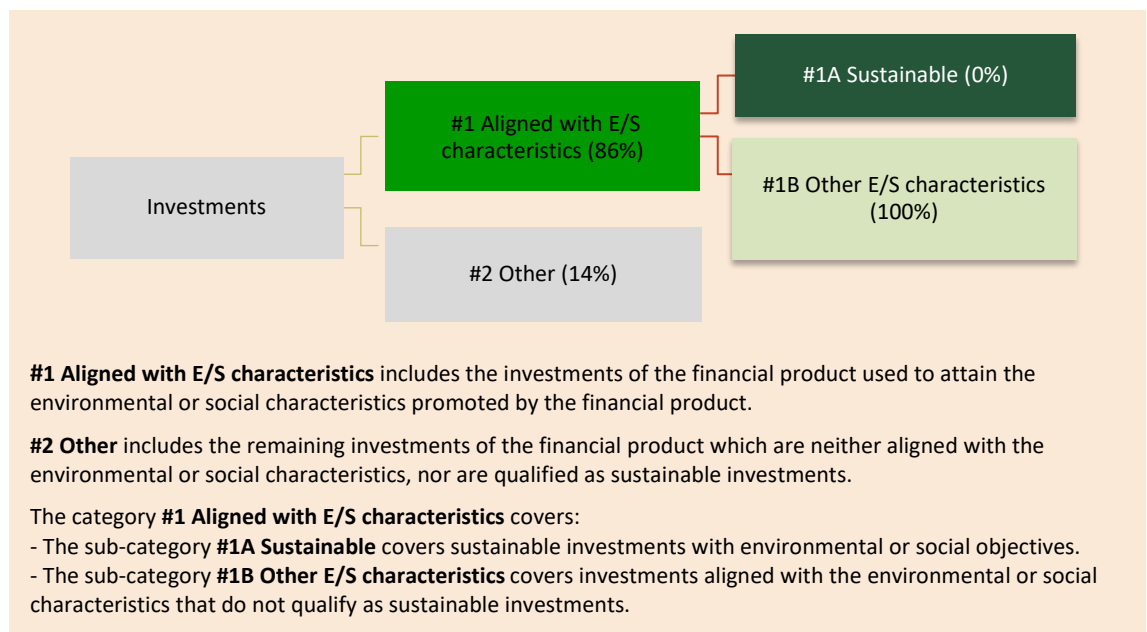 #1A Sustainable (0%)
#1 Aligned with E/S
characteristics (86%)
#1B Other E/S characteristics
(100%)
Investments
#2 Other (14%)
#1 Aligned with E/S characteristics includes the investments of the financial product used to attain the
environmental or social characteristics promoted by the financial product.
#2 Other includes the remaining investments of the financial product which are neither aligned with the
environmental or social characteristics, nor are qualified as sustainable investments.
The category #1 Aligned with E/S characteristics covers:
- The sub-category #1A Sustainable covers sustainable investments with environmental or social objectives.
- The sub-category #1B Other E/S characteristics covers investments aligned with the environmental or social
characteristics that do not qualify as sustainable investments.